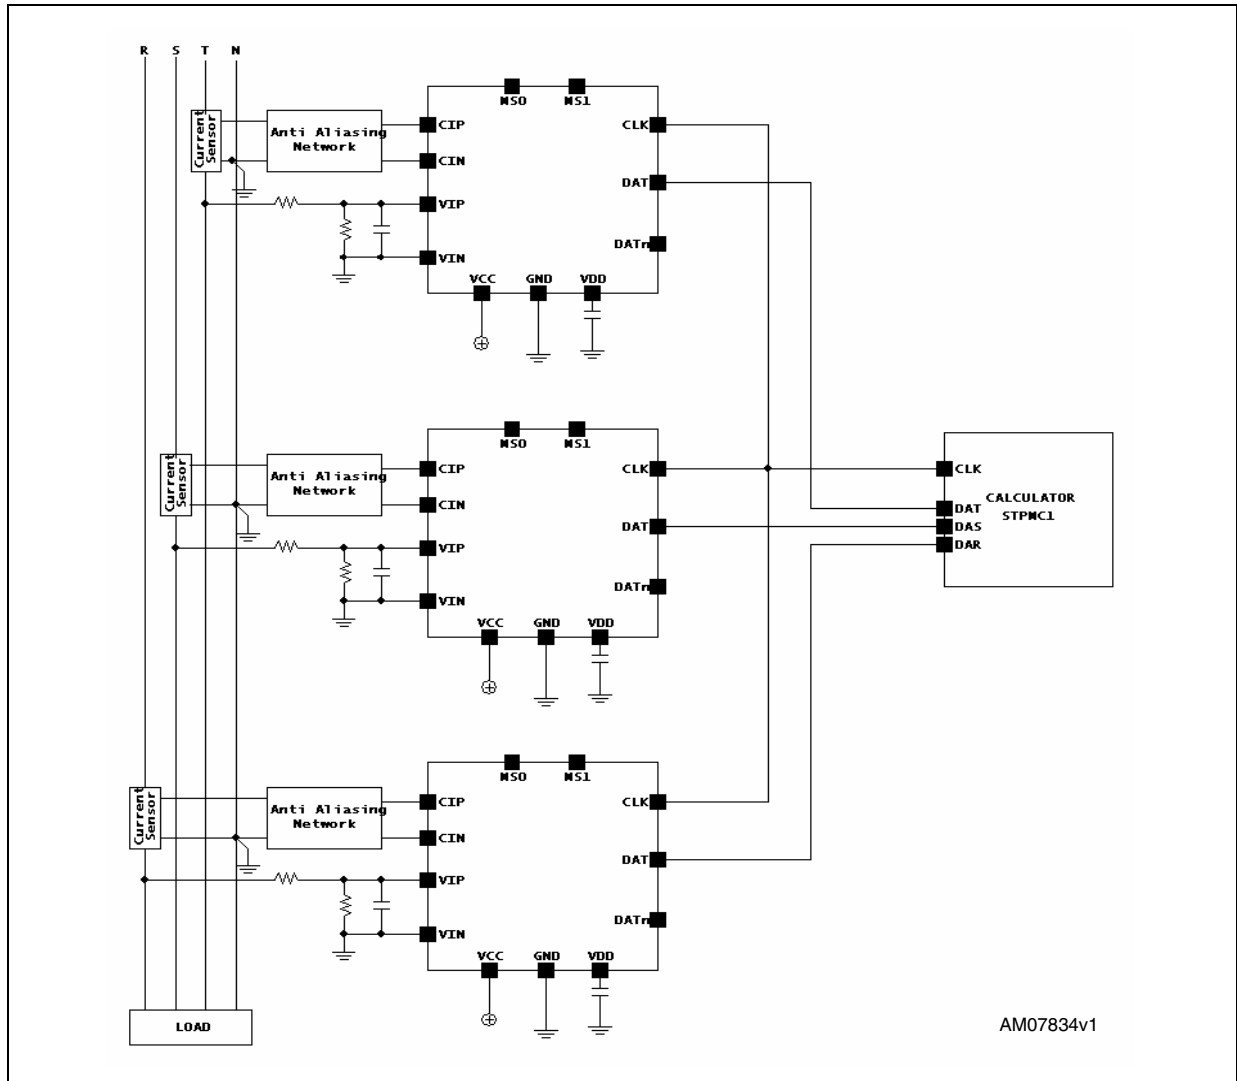 R S T N
MS0 MS1
Current Sensor
Anti Aliasing
Network
CIP
CIN
VIP
VIN
CLK
DAT
DATn
VCC GND VDD
MS0 MS1
Current Sensor
Anti Aliasing
Network
CIP
CIN
VIP
VIN
CLK
DAT
DATn
VCC GND VDD
CLK
DAT
DAS
DAR
CALCULATOR
STPMC1
MS0 MS1
Current Sensor
Anti Aliasing
Network
CIP
CIN
VIP
VIN
CLK
DAT
DATn
VCC GND VDD
LOAD
AM07834v1